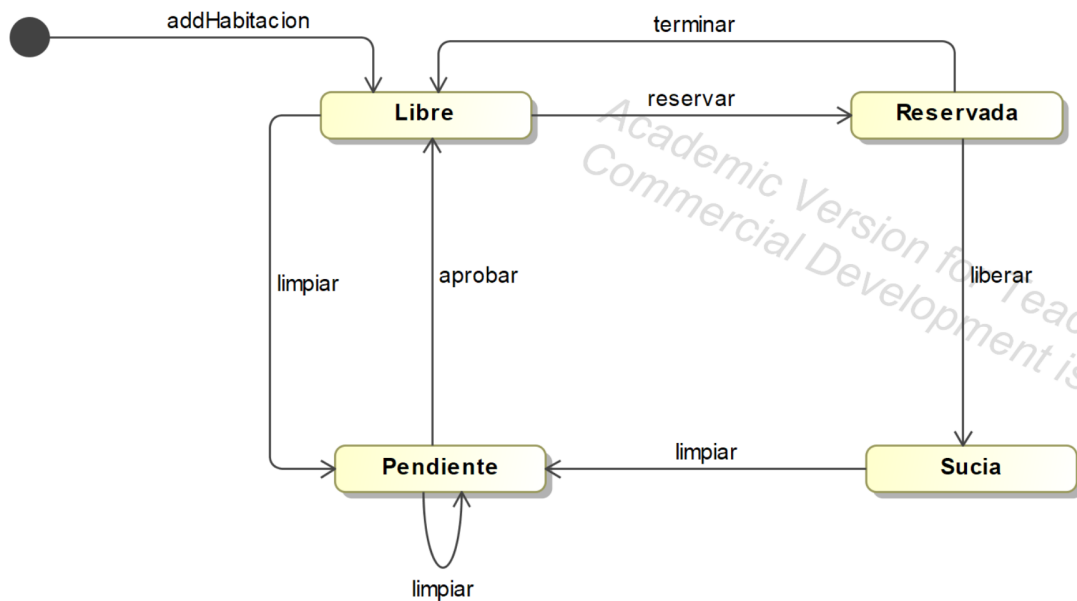 addHabitacion
terminar
Libre
reservar
Reservada
limpiar
aprobar
liberar
Pendiente
limpiar
Sucia
limpiar
Academic Version for Teac
Commercial Development is